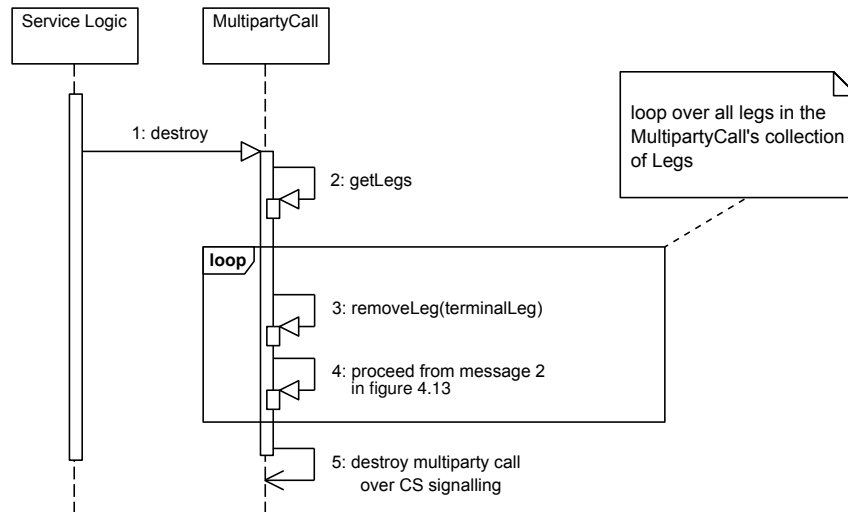 Service Logic
MultipartyCall
loop over all legs in the
MultipartyCall's collection
of Legs
1: destroy
2: getLegs
loop
3: removeLeg(terminalLeg)
4: proceed from message 2
in figure 4.13
5: destroy multiparty call
over CS signalling